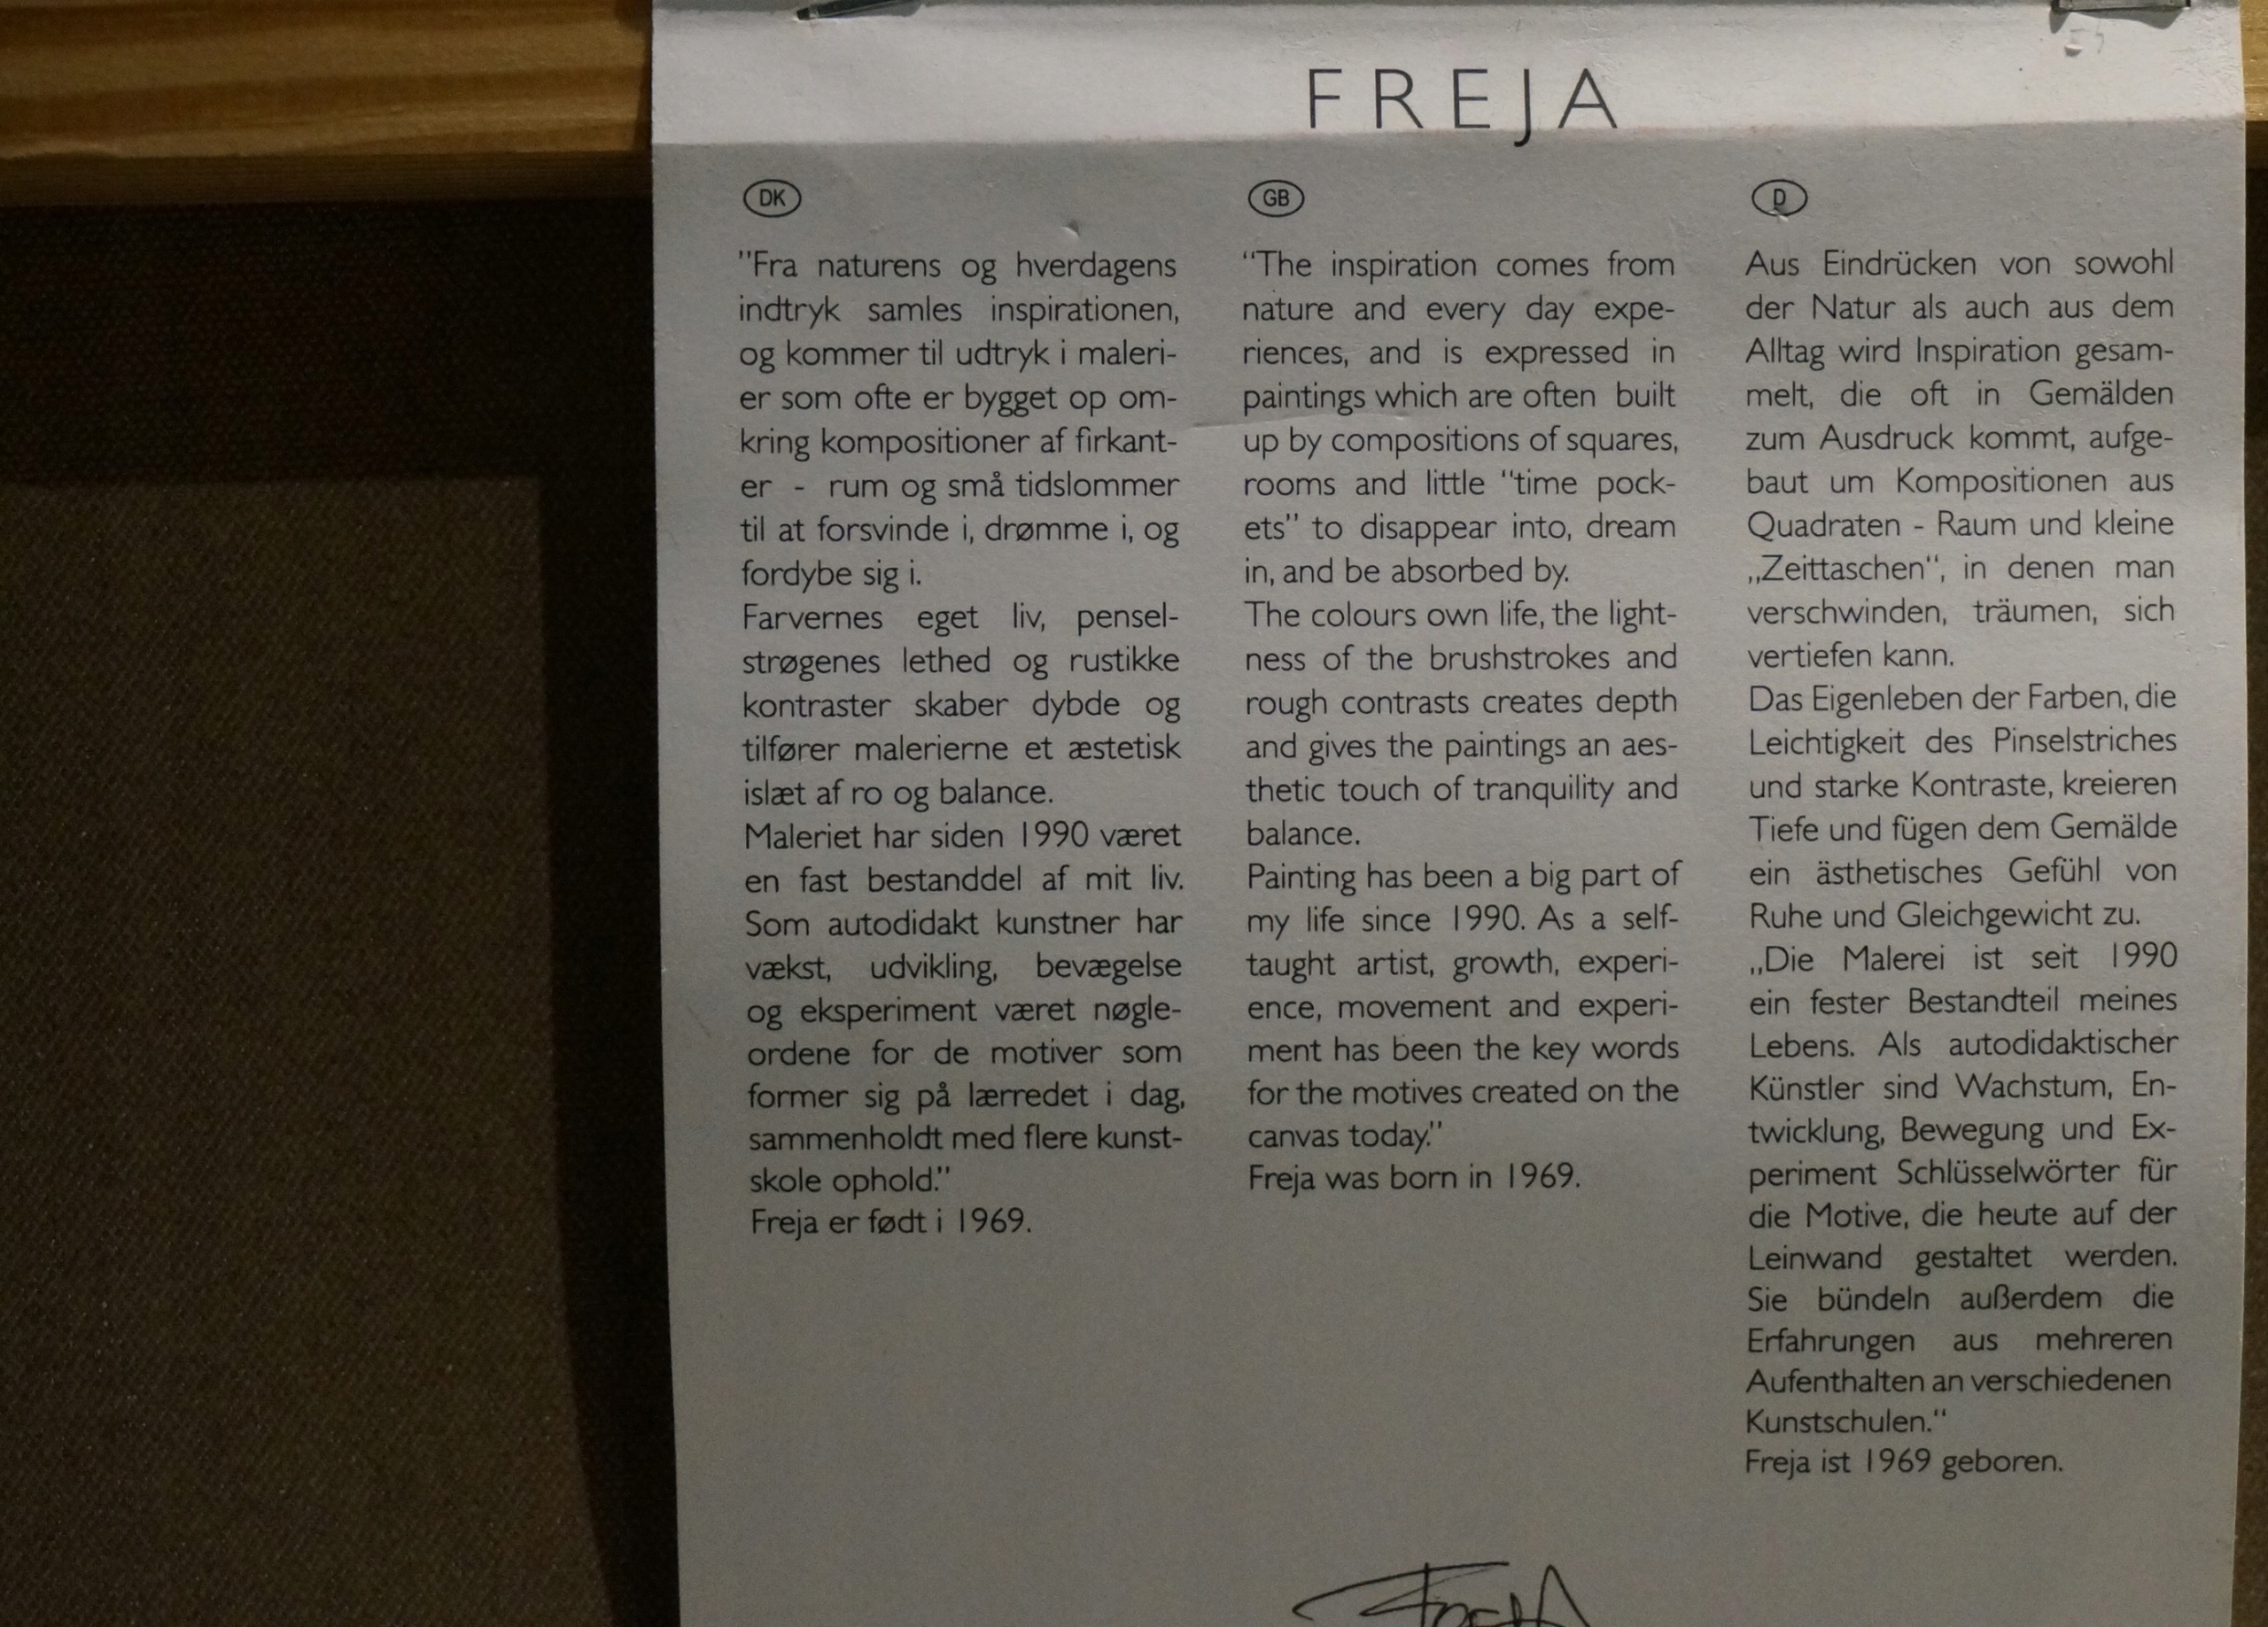 FREJA
DK
"Fra naturens og hverdagens
indtryk samles inspirationen,
og kommer til udtryk i maleri-
er som ofte er bygget op om-
kring kompositioner af firkant-
er - rum og små tidslommer
til at forsvinde i, drømme i, og
fordybe sig i.
Farvernes eget liv, pensel-
strøgenes lethed og rustikke
kontraster skaber dybde og
tilfører malerierne et æstetisk
islæt af ro og balance.
Maleriet har siden 1990 været
en fast bestanddel af mit liv.
Som autodidakt kunstner har
vækst, udvikling, bevægelse
og eksperiment været nøgle-
ordene for de motiver som
former sig på lærredet i dag,
sammenholdt med flere kunst-
skole ophold."
Freja er født i 1969.
GB
“The inspiration comes from
nature and every day expe-
riences, and is expressed in
paintings which are often built
up by compositions of squares,
rooms and little “time pock-
ets” to disappear into, dream
in, and be absorbed by.
The colours own life, the light-
ness of the brushstrokes and
rough contrasts creates depth
and gives the paintings an aes-
thetic touch of tranquility and
balance.
Painting has been a big part of
my life since 1990. As a self-
taught artist, growth, experi-
ence, movement and experi-
ment has been the key words
for the motives created on the
canvas today.”
Freja was born in 1969.
D
Aus Eindrücken von sowohl
der Natur als auch aus dem
Alltag wird Inspiration gesam-
melt, die oft in Gemälden
zum Ausdruck kommt, aufge-
baut um Kompositionen aus
Quadraten - Raum und kleine
„Zeittaschen“, in denen man
verschwinden, träumen, sich
vertiefen kann.
Das Eigenleben der Farben, die
Leichtigkeit des Pinselstriches
und starke Kontraste, kreieren
Tiefe und fügen dem Gemälde
ein ästhetisches Gefühl von
Ruhe und Gleichgewicht zu.
„Die Malerei ist seit 1990
ein fester Bestandteil meines
Lebens. Als autodidaktischer
Künstler sind Wachstum, En-
twicklung, Bewegung und Ex-
periment Schlüsselwörter für
die Motive, die heute auf der
Leinwand gestaltet werden.
Sie bündeln außerdem die
Erfahrungen aus mehreren
Aufenthalten an verschiedenen
Kunstschulen.“
Freja ist 1969 geboren.